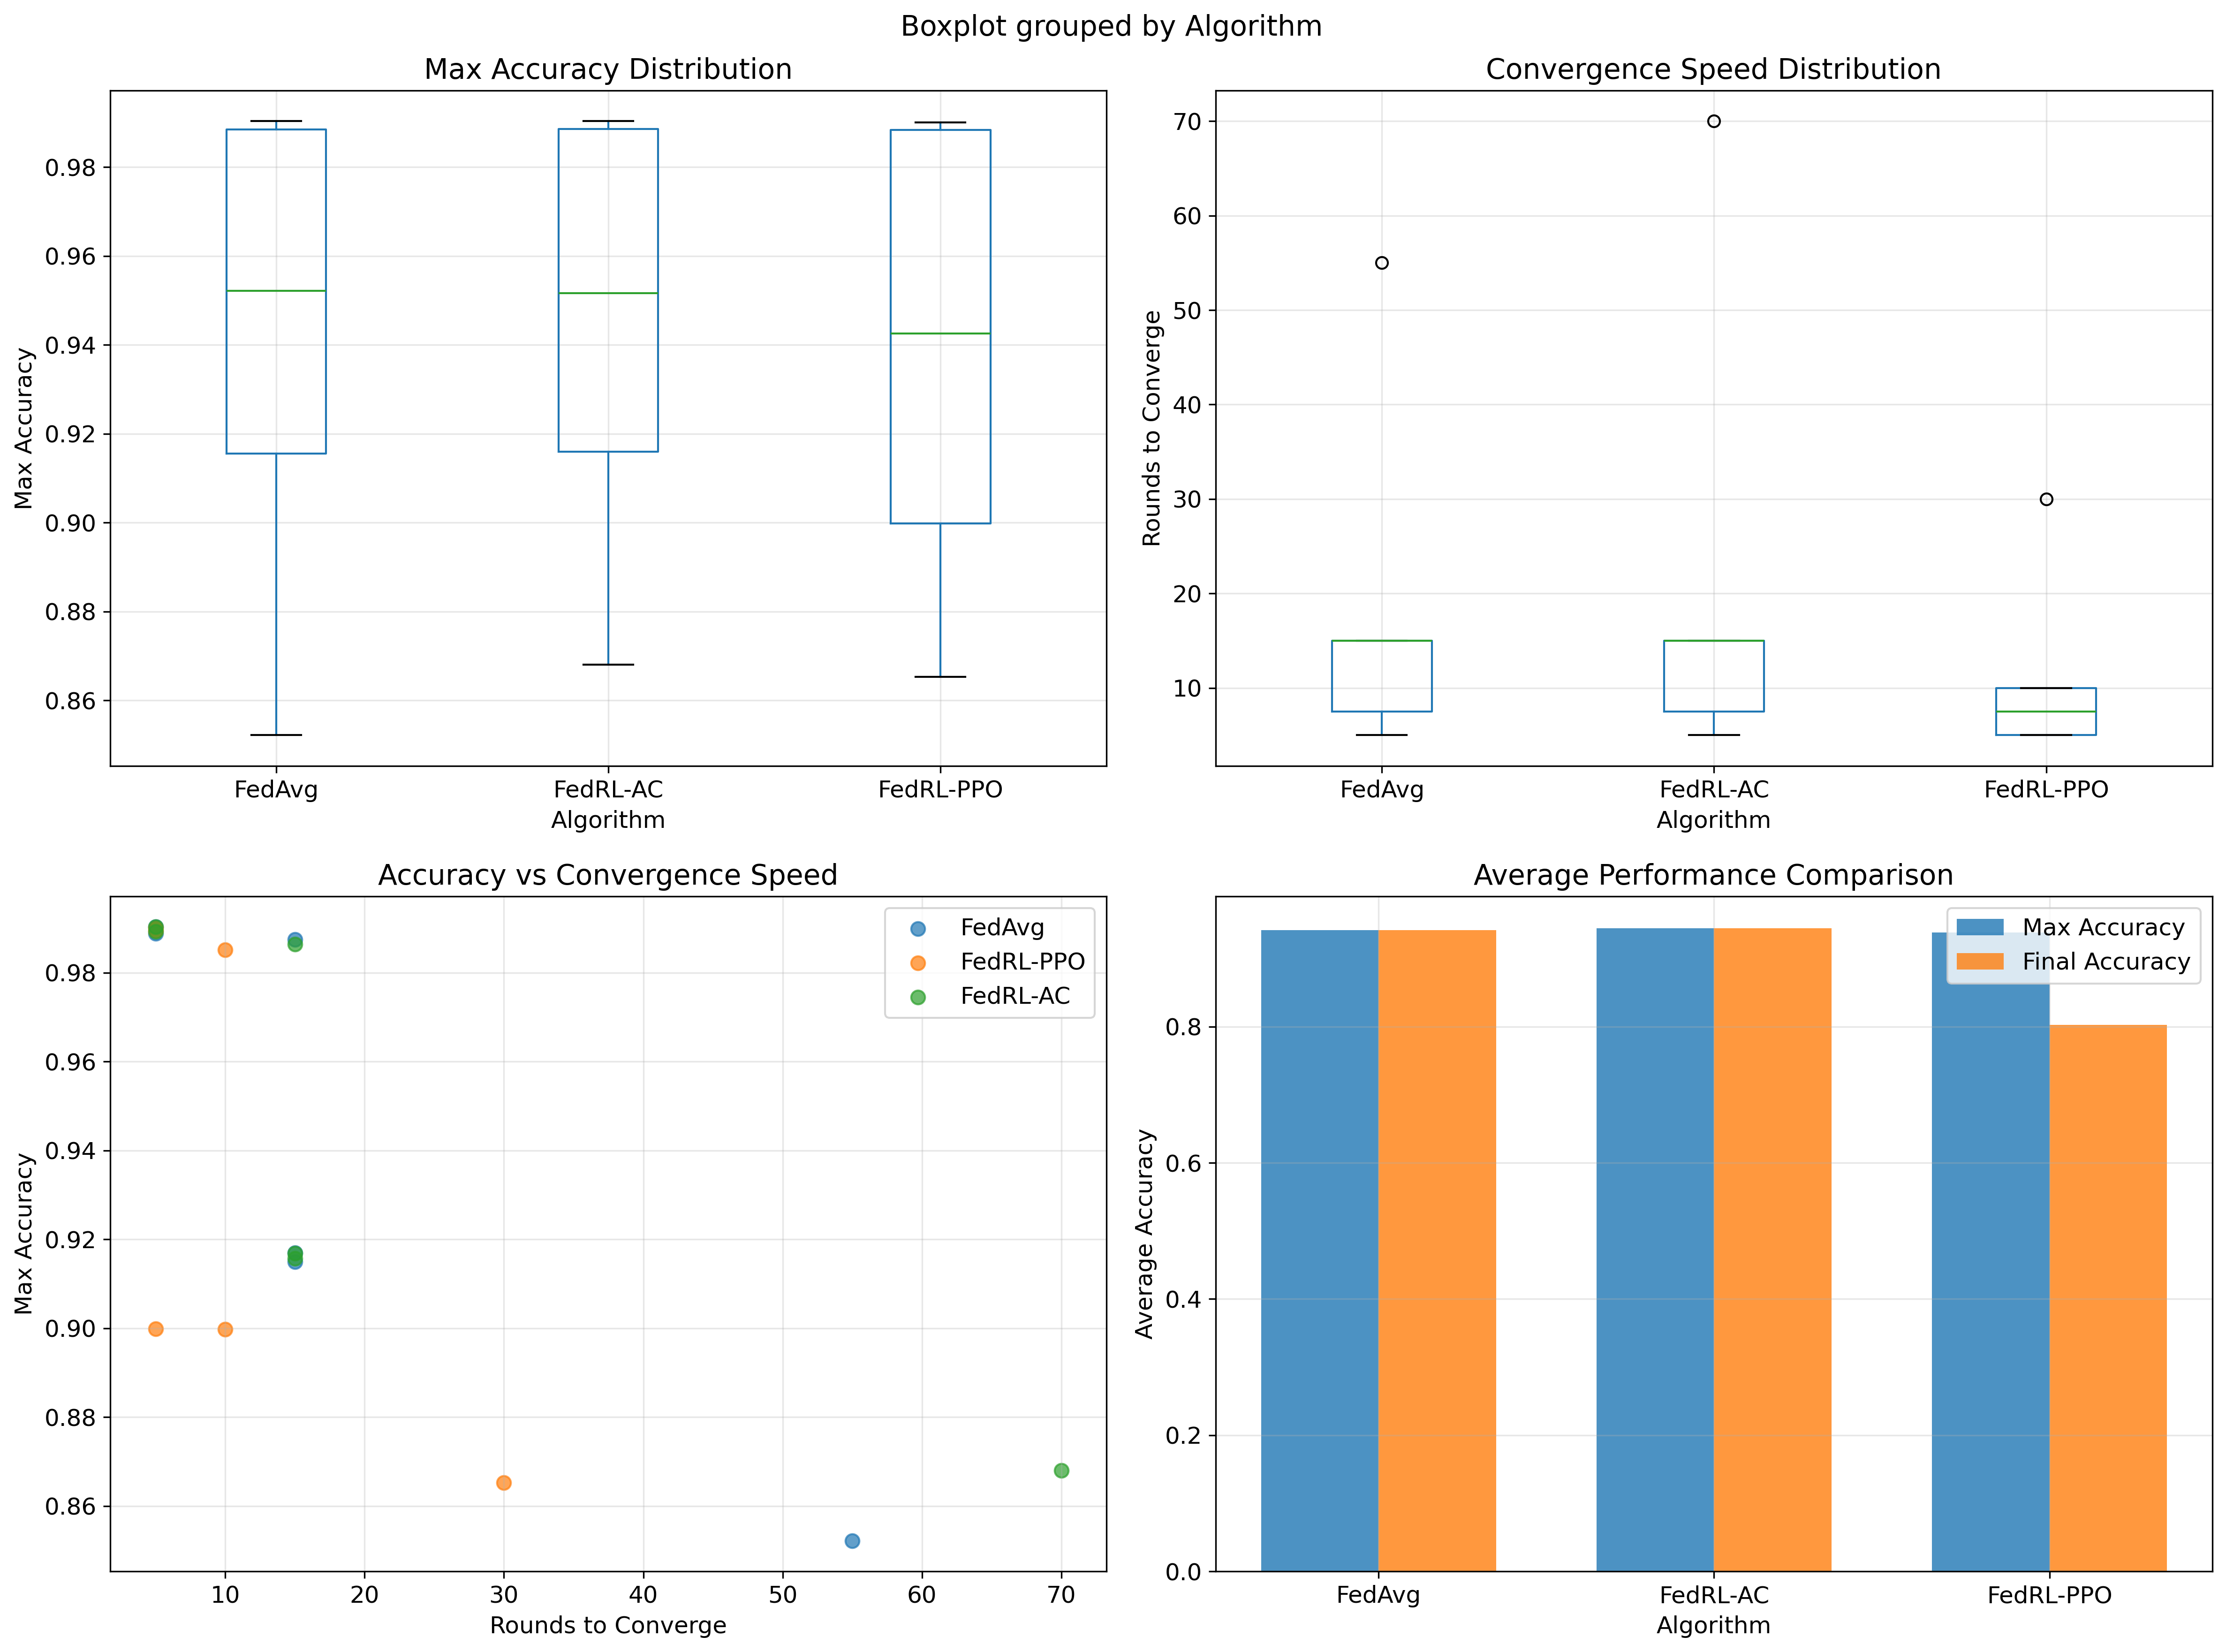 Boxplot grouped by Algorithm
Max Accuracy Distribution
Max Accuracy
0.98
0.96
0.94
0.92
0.90
0.88
0.86
FedAvg
FedRL-AC
FedRL-PPO
Algorithm
Convergence Speed Distribution
Rounds to Converge
70
60
50
40
30
20
10
FedAvg
FedRL-AC
FedRL-PPO
Algorithm
Accuracy vs Convergence Speed
FedAvg
FedRL-PPO
FedRL-AC
Max Accuracy
0.98
0.96
0.94
0.92
0.90
0.88
0.86
10
20
30
40
50
60
70
Rounds to Converge
Average Performance Comparison
Max Accuracy
Final Accuracy
Average Accuracy
0.8
0.6
0.4
0.2
0.0
FedAvg
FedRL-AC
FedRL-PPO
Algorithm